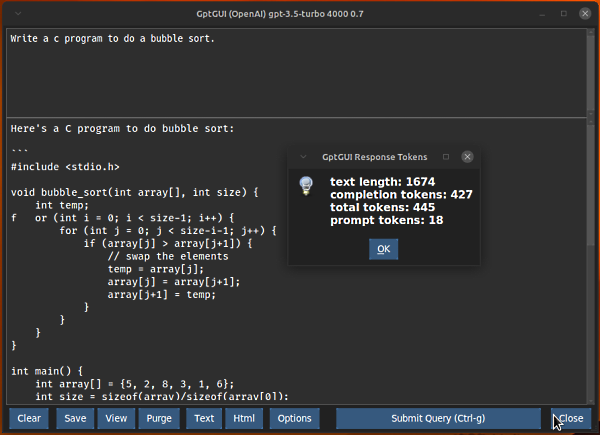 GptGUI (OpenAI) gpt-3.5-turbo 4000 0.7
Write a c program to do a bubble sort.
Here's a C program to do bubble sort:
```
#include <stdio.h>
void bubble_sort(int array[], int size) {
    int temp;
f   or (int i = 0; i < size-1; i++) {
        for (int j = 0; j < size-i-1; j++) {
            if (array[j] > array[j+1]) {
                // swap the elements
                temp = array[j];
                array[j] = array[j+1];
                array[j+1] = temp;
            }
        }
    }
}
int main() {
    int array[] = {5, 2, 8, 3, 1, 6};
    int size = sizeof(array)/sizeof(array[0]);
GptGUI Response Tokens
text length: 1674
completion tokens: 427
total tokens: 445
prompt tokens: 18
OK
Clear Save View Purge Text Html Options Submit Query (Ctrl-g) Close